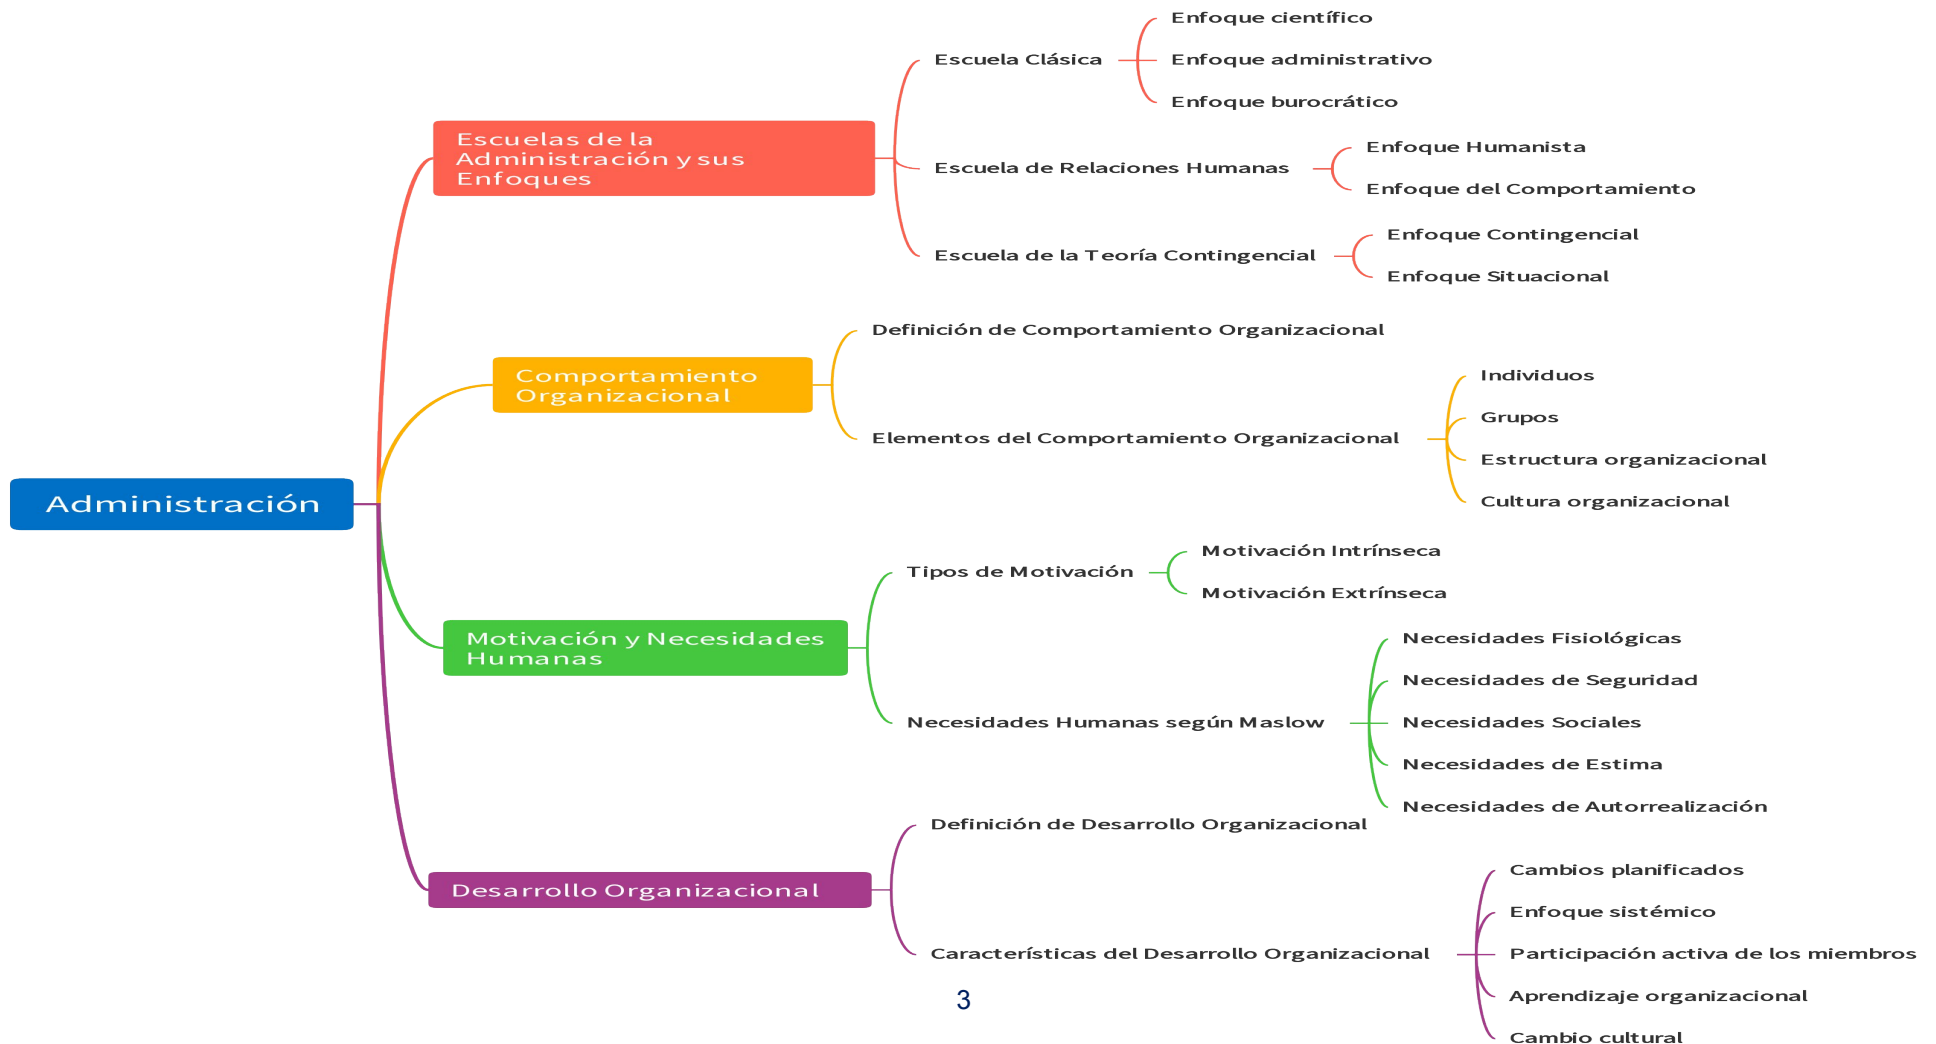 Administración
Escuelas de la
Administración y sus
Enfoques
Escuela Clásica
Enfoque científico
Enfoque administrativo
Enfoque burocrático
Escuela de Relaciones Humanas
Enfoque Humanista
Enfoque del Comportamiento
Escuela de la Teoría Contingencial
Enfoque Contingencial
Enfoque Situacional
Comportamiento
Organizacional
Definición de Comportamiento Organizacional
Elementos del Comportamiento Organizacional
Individuos
Grupos
Estructura organizacional
Cultura organizacional
Motivación y Necesidades
Humanas
Tipos de Motivación
Motivación Intrínseca
Motivación Extrínseca
Necesidades Humanas según Maslow
Necesidades Fisiológicas
Necesidades de Seguridad
Necesidades Sociales
Necesidades de Estima
Necesidades de Autorrealización
Desarrollo Organizacional
Definición de Desarrollo Organizacional
Características del Desarrollo Organizacional
Cambios planificados
Enfoque sistémico
Participación activa de los miembros
Aprendizaje organizacional
Cambio cultural
3